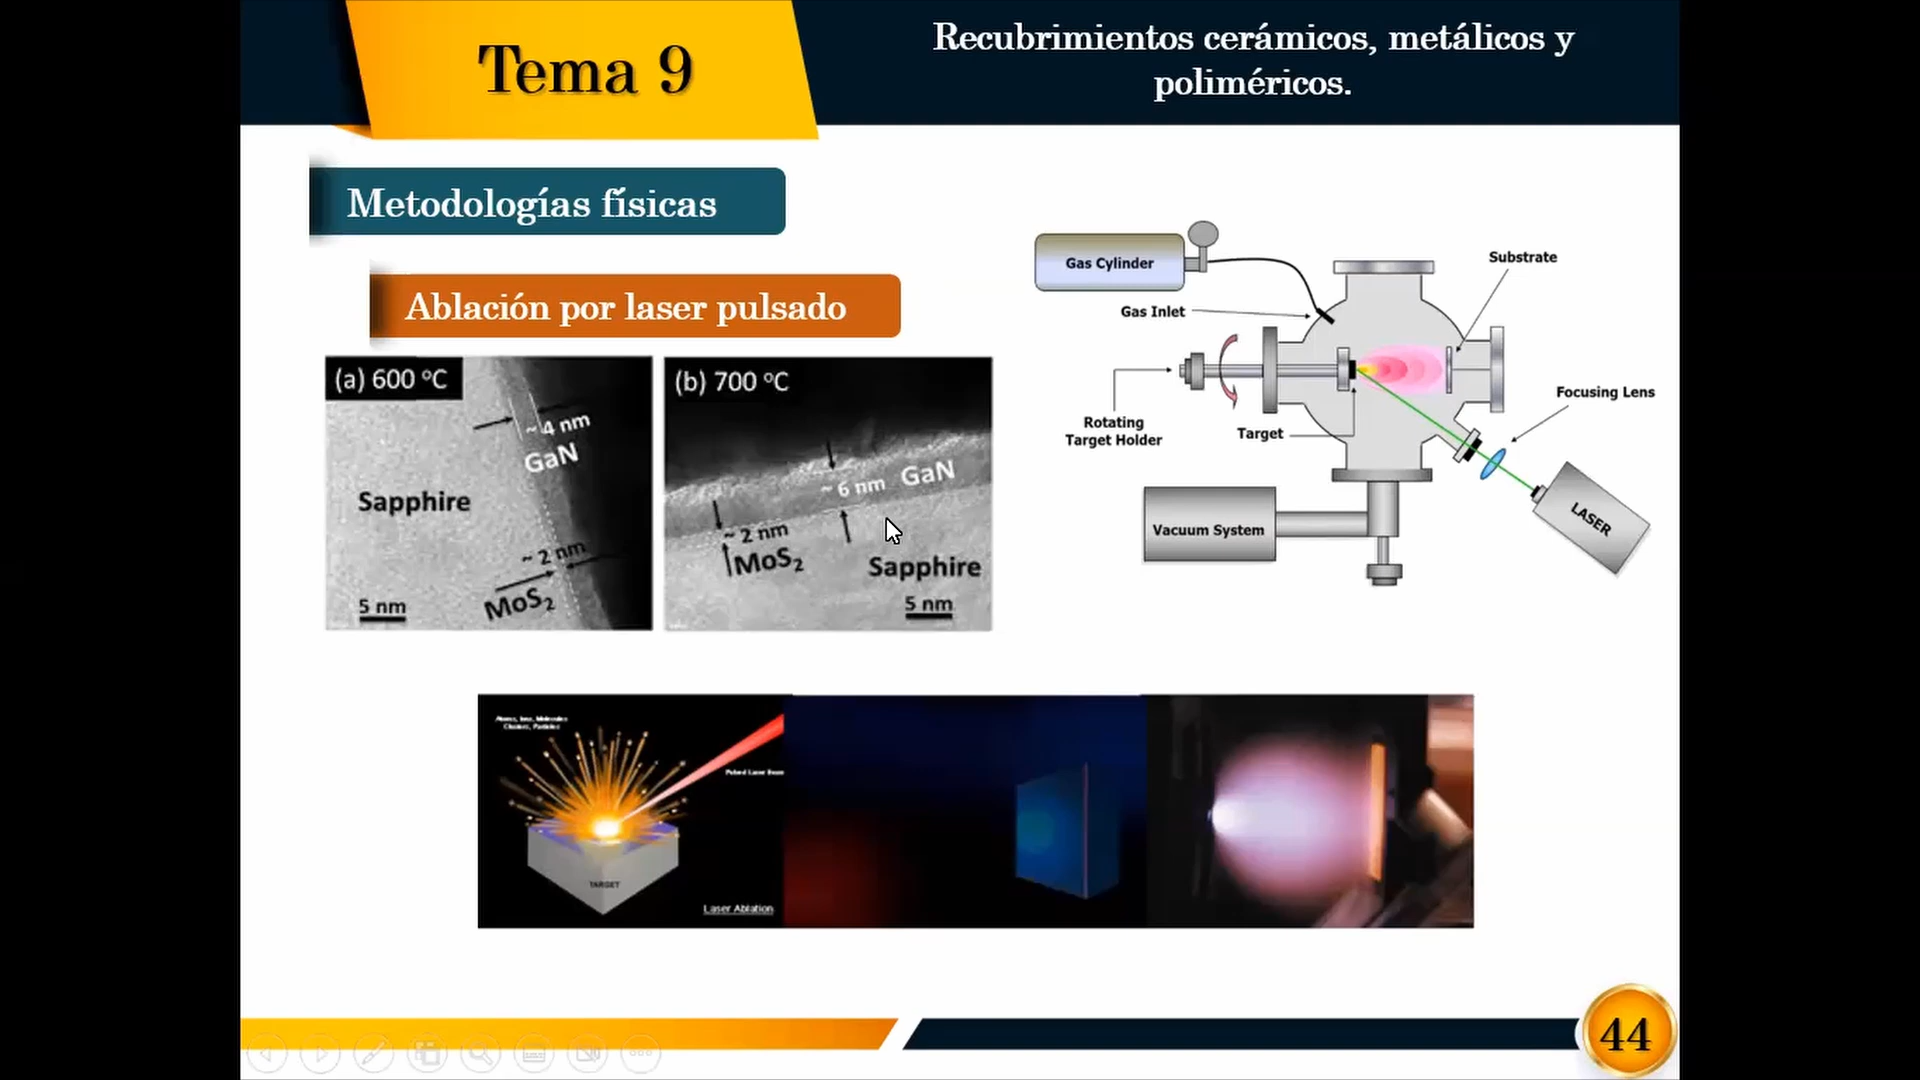 Tema 9
Recubrimientos cerámicos, metálicos y
poliméricos.
Metodologías físicas
Ablación por laser pulsado
(a) 600 °C
~ 4 nm
GaN
Sapphire
~ 2 nm
MoS2
5 nm
(b) 700 °C
GaN
~ 6 nm
~ 2 nm
MoS2
Sapphire
5 nm
Gas Cylinder
Substrate
Gas Inlet
Focusing Lens
Rotating
Target Holder
Target
LASER
Vacuum System
Atoms, Ions, Molecules
Clusters, Particles
Pulsed Laser Beam
TARGET
Laser Ablation
44